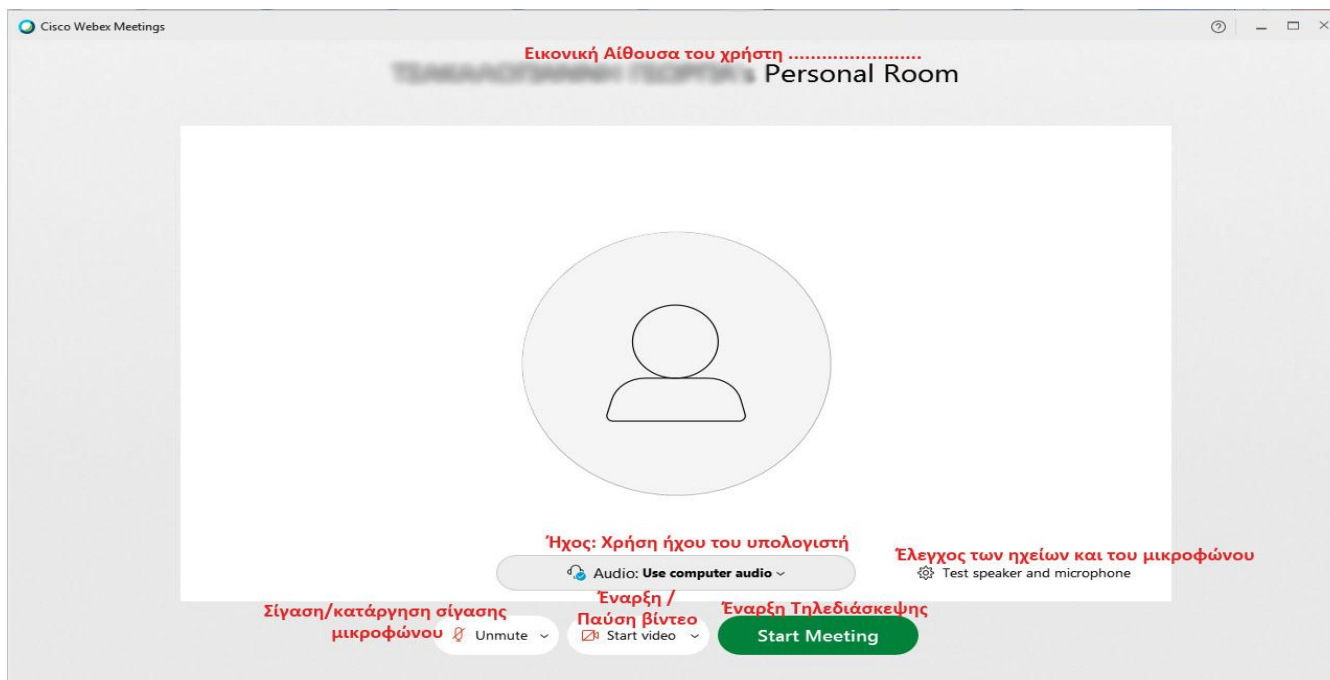 Cisco Webex Meetings
Εικονική Αίθουσα του χρήστη ........................
Personal Room
Ήχος: Χρήση ήχου του υπολογιστή
Audio: Use computer audio
Έλεγχος των ηχείων και του μικροφώνου
Test speaker and microphone
Σίγαση/κατάργηση σίγασης
μικροφώνου
Unmute
Έναρξη /
Παύση βίντεο
Start video
Έναρξη Τηλεδιάσκεψης
Start Meeting